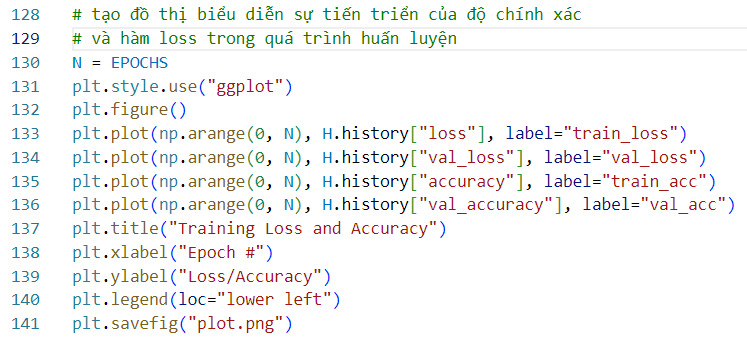 128 # tạo đồ thị biểu diễn sự tiến triển của độ chính xác
129 # và hàm loss trong quá trình huấn luyện
130 N = EPOCHS
131 plt.style.use("ggplot")
132 plt.figure()
133 plt.plot(np.arange(0, N), H.history["loss"], label="train_loss")
134 plt.plot(np.arange(0, N), H.history["val_loss"], label="val_loss")
135 plt.plot(np.arange(0, N), H.history["accuracy"], label="train_acc")
136 plt.plot(np.arange(0, N), H.history["val_accuracy"], label="val_acc")
137 plt.title("Training Loss and Accuracy")
138 plt.xlabel("Epoch #")
139 plt.ylabel("Loss/Accuracy")
140 plt.legend(loc="lower left")
141 plt.savefig("plot.png")